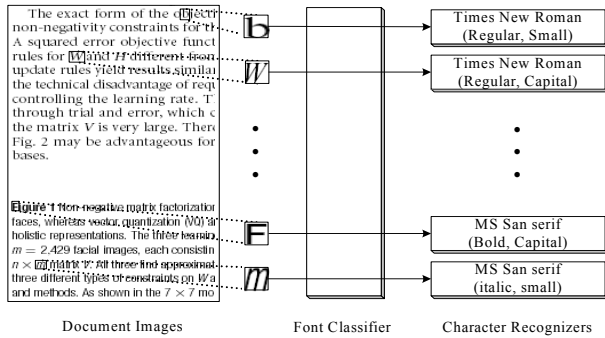 The exact form of the objecti
non-negativity constraints for th
A squared error objective funct
rules for W and H different from
update rules yield results similar
the technical disadvantage of requ
controlling the learning rate. T
through trial and error, which c
the matrix V is very large. There
Fig. 2 may be advantageous for
bases.
Figure 1 Non-negative matrix factorization
faces, whereas vector quantization (VQ) an
holistic representations. The three learnin
m = 2,429 facial images, each consistin
n × m matrix V. All three find approximat
three different types of constraints on W a
and methods. As shown in the 7 × 7 mo
b
W
F
m
Times New Roman
(Regular, Small)
Times New Roman
(Regular, Capital)
MS San serif
(Bold, Capital)
MS San serif
(italic, small)
Document Images
Font Classifier
Character Recognizers